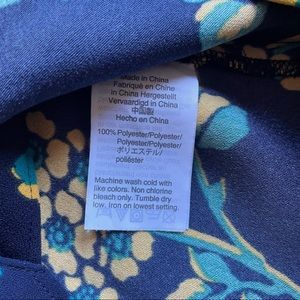 Made in China
Fabriqué en Chine
in China Hergestellt
Vervaardigd in China
中国製
Hecho en China
100% Polyester/Polyester/
Polyester/Polyester/
ポリエステル/
poliéster
Machine wash cold with
like colors. Non chlorine
bleach only. Tumble dry
low. Iron on lowest setting.